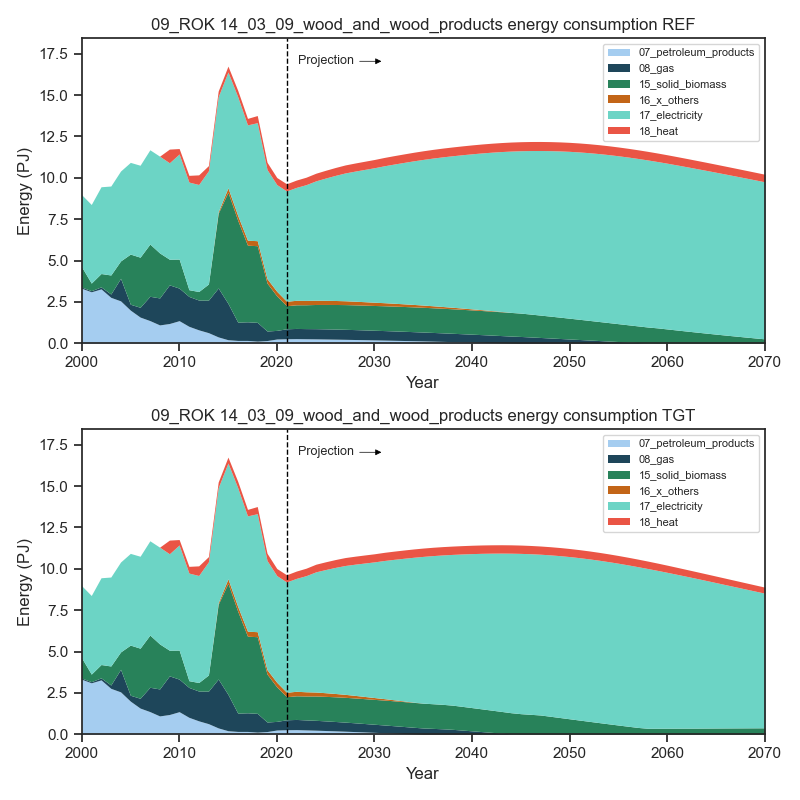 09_ROK 14_03_09_wood_and_wood_products energy consumption REF
Energy (PJ)
17.5
15.0
12.5
10.0
7.5
5.0
2.5
0.0
Projection
07_petroleum_products
08_gas
15_solid_biomass
16_x_others
17_electricity
18_heat
2000 2010 2020 2030 2040 2050 2060 2070
Year
09_ROK 14_03_09_wood_and_wood_products energy consumption TGT
Energy (PJ)
17.5
15.0
12.5
10.0
7.5
5.0
2.5
0.0
Projection
07_petroleum_products
08_gas
15_solid_biomass
16_x_others
17_electricity
18_heat
2000 2010 2020 2030 2040 2050 2060 2070
Year